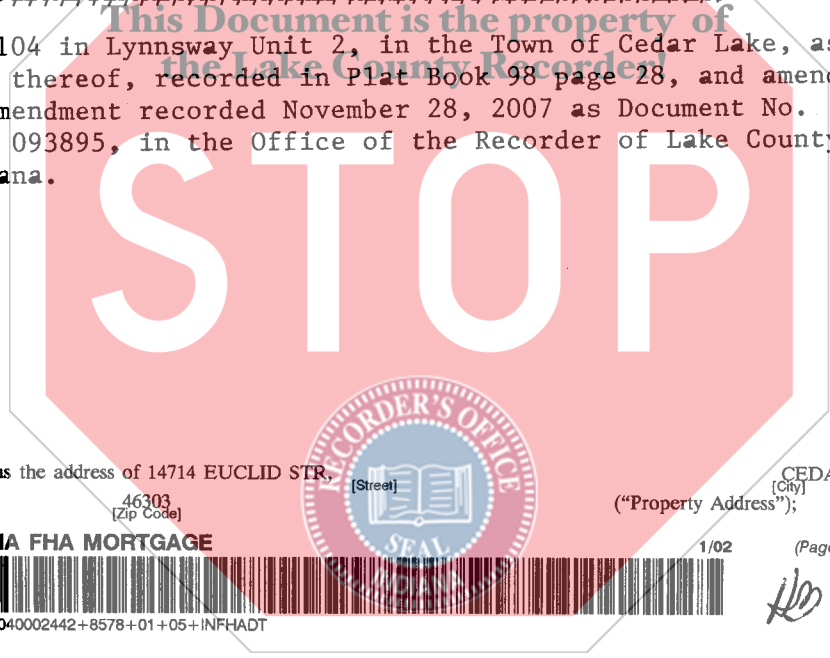 This Document is the property of
104 in Lynnsway Unit 2, in the Town of Cedar Lake, as
the Lake County Recorder!
thereof, recorded in Plat Book 98 page 28, and amend
mendment recorded November 28, 2007 as Document No.
093895, in the Office of the Recorder of Lake County
ana.
STOP
RECORDER'S OFFICE
SEAL
INDIANA
as the address of 14714 EUCLID STR, CEDA
[Street] [City]
46303 ("Property Address");
[Zip Code]
A FHA MORTGAGE 1/02 (Page
040002442+8578+01+05+INFHADT